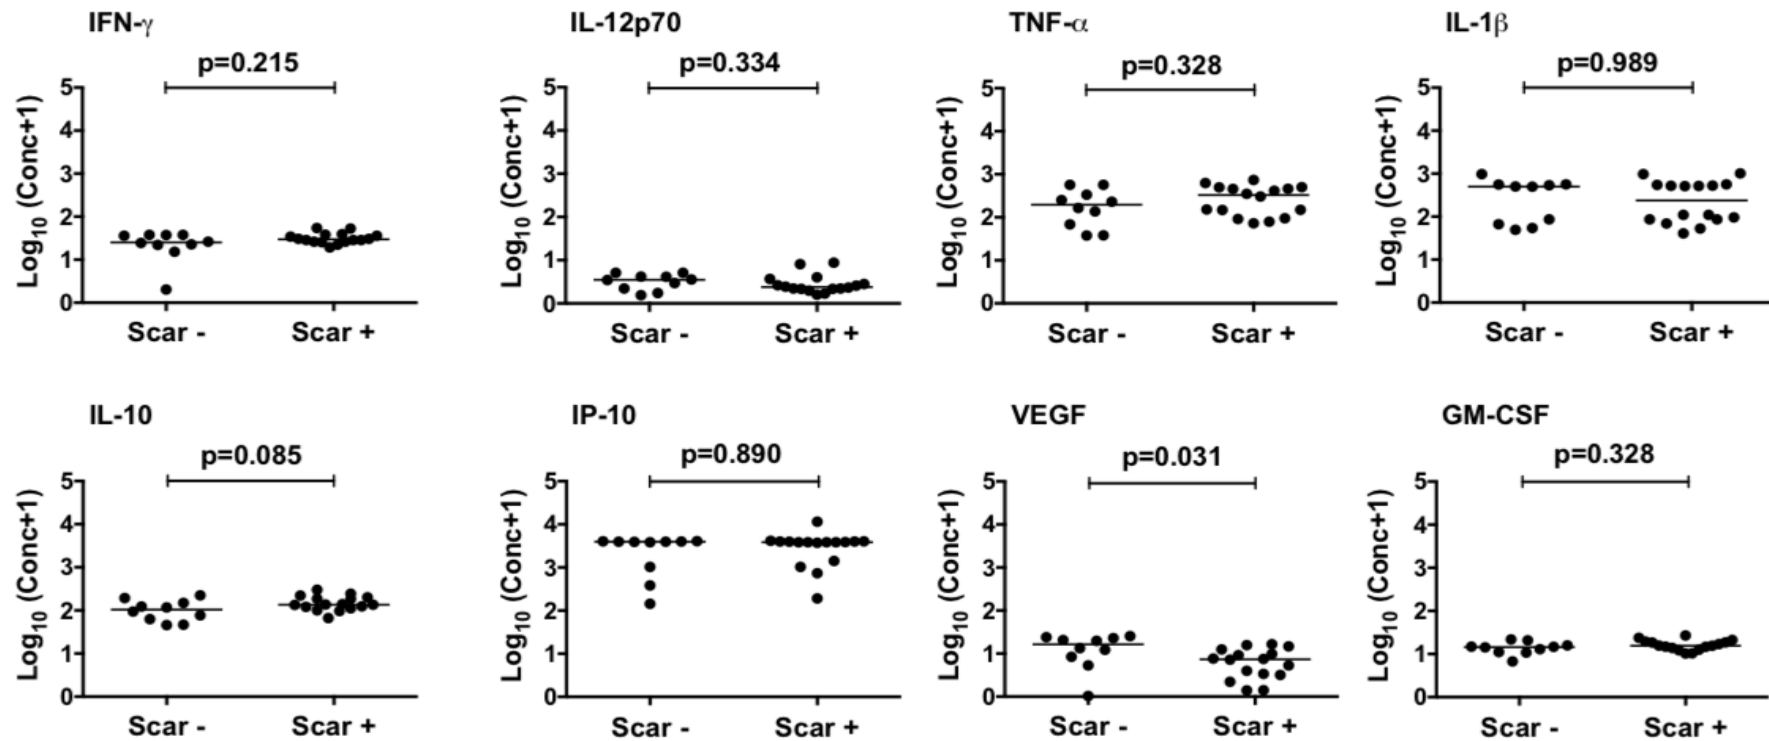 IFN-γ
p=0.215
Log10 (Conc+1)
5
4
3
2
1
0
Scar -
Scar +
IL-12p70
p=0.334
Log10 (Conc+1)
5
4
3
2
1
0
Scar -
Scar +
TNF-α
p=0.328
Log10 (Conc+1)
5
4
3
2
1
0
Scar -
Scar +
IL-1β
p=0.989
Log10 (Conc+1)
5
4
3
2
1
0
Scar -
Scar +
IL-10
p=0.085
Log10 (Conc+1)
5
4
3
2
1
0
Scar -
Scar +
IP-10
p=0.890
Log10 (Conc+1)
5
4
3
2
1
0
Scar -
Scar +
VEGF
p=0.031
Log10 (Conc+1)
5
4
3
2
1
0
Scar -
Scar +
GM-CSF
p=0.328
Log10 (Conc+1)
5
4
3
2
1
0
Scar -
Scar +